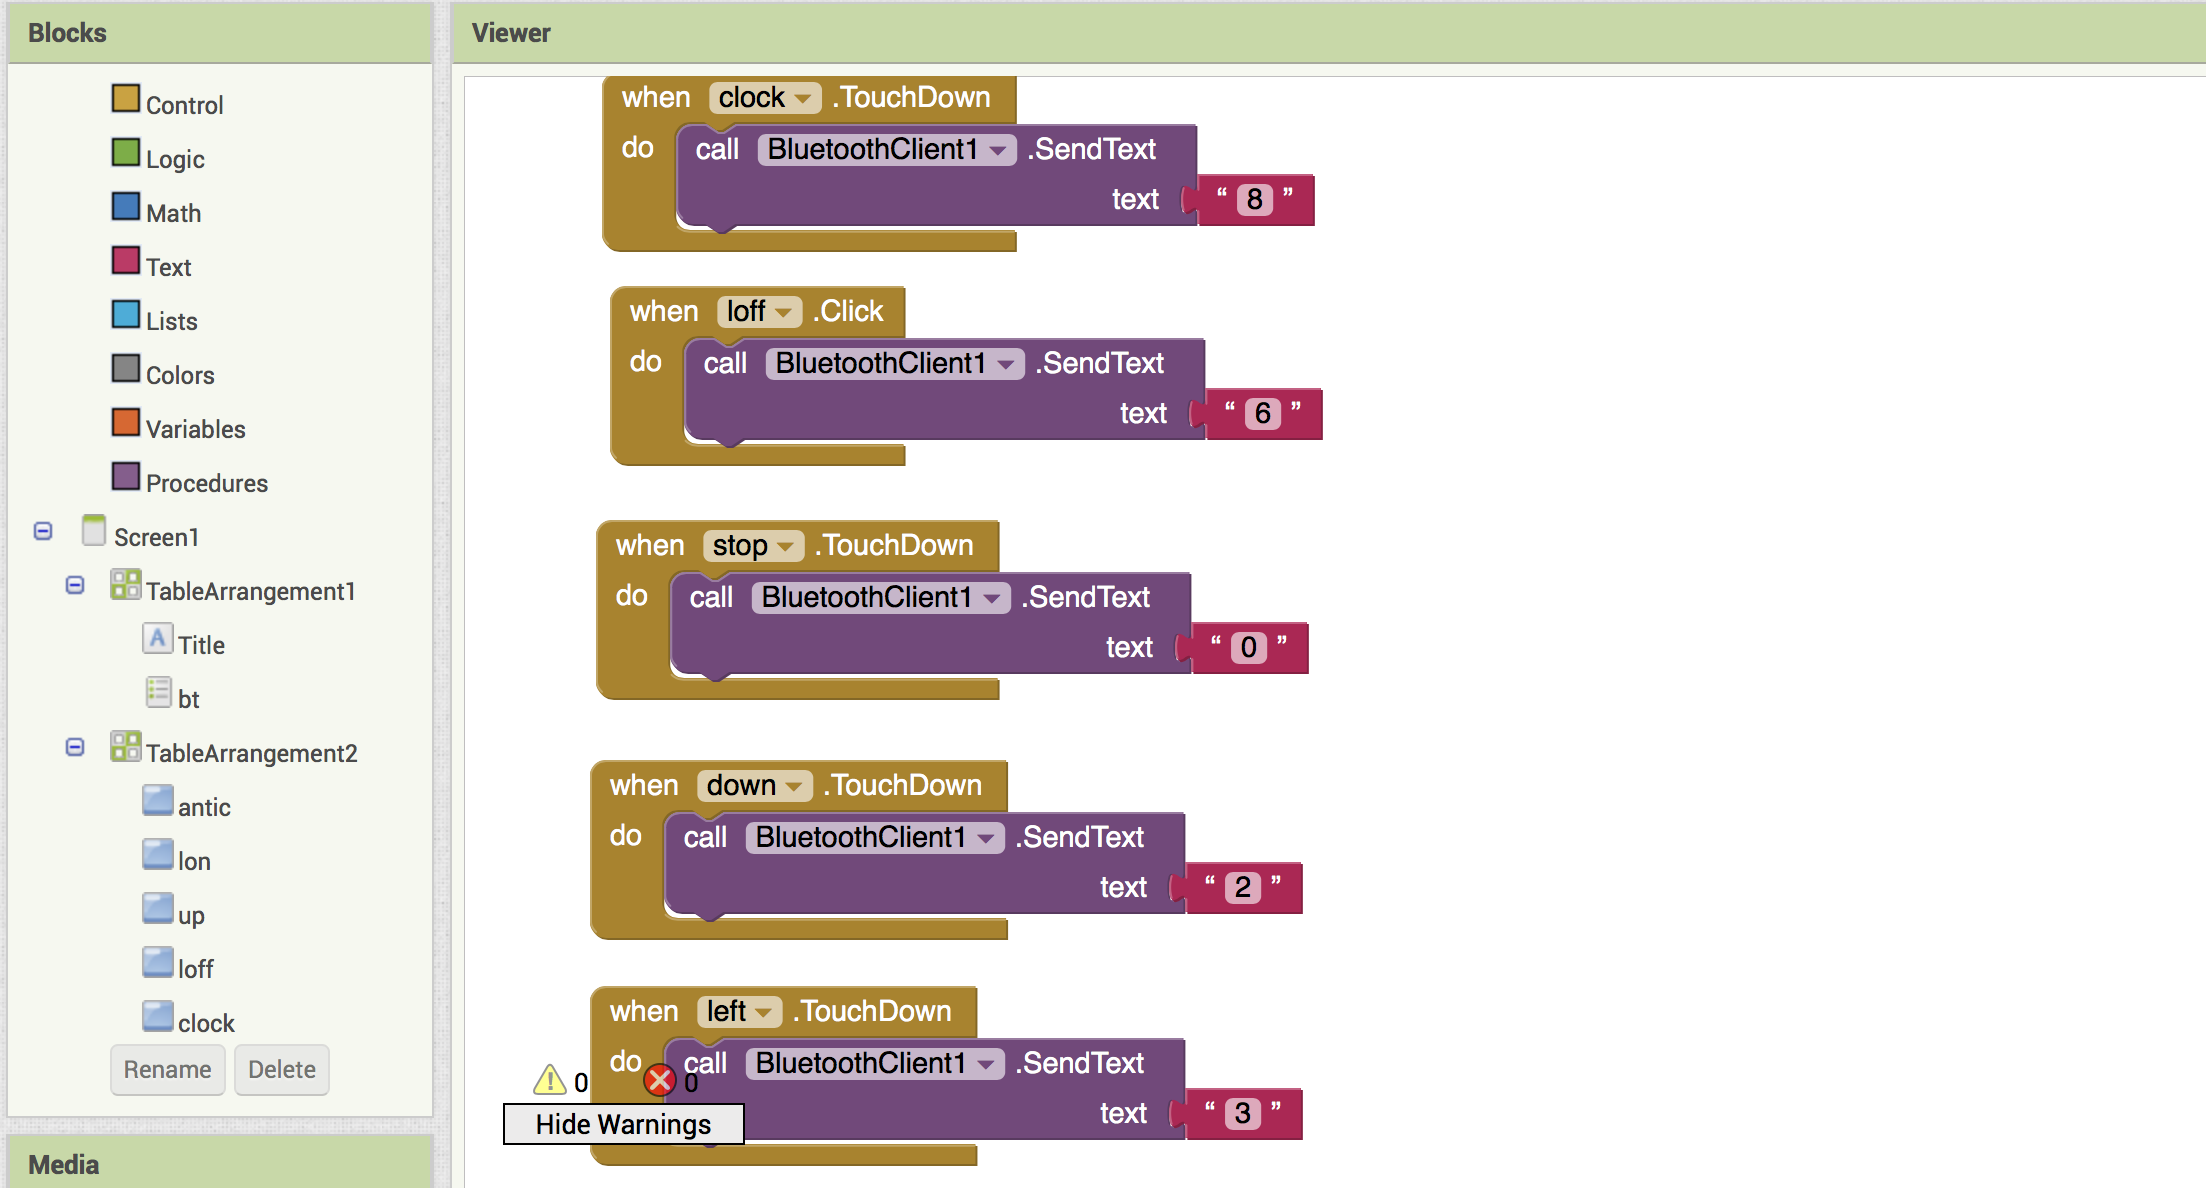 Blocks
Control
Logic
Math
Text
Lists
Colors
Variables
Procedures
Screen1
TableArrangement1
Title
bt
TableArrangement2
antic
lon
up
loff
clock
Rename Delete
Media
Viewer
when clock .TouchDown
do call BluetoothClient1 .SendText
text “ 8 ”
when loff .Click
do call BluetoothClient1 .SendText
text “ 6 ”
when stop .TouchDown
do call BluetoothClient1 .SendText
text “ 0 ”
when down .TouchDown
do call BluetoothClient1 .SendText
text “ 2 ”
when left .TouchDown
do call BluetoothClient1 .SendText
0 0
text “ 3 ”
Hide Warnings